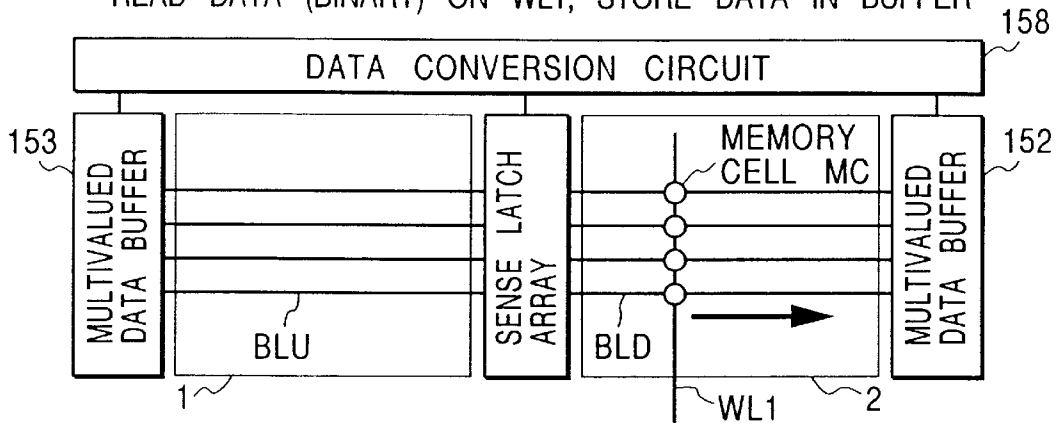 READ DATA (BINARY) ON WL1, STORE DATA IN BUFFER
158
DATA CONVERSION CIRCUIT
153
MULTIVALUED
DATA BUFFER
BLU
1
SENSE LATCH
ARRAY
MEMORY
CELL MC
BLD
WL1
2
MULTIVALUED
DATA BUFFER
152